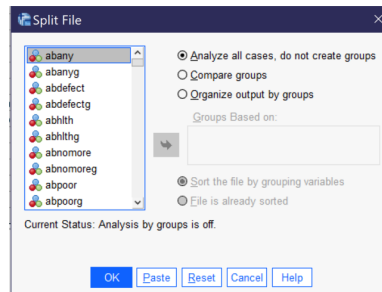 Split File
abany
abanyg
abdefect
abdefectg
abhlth
abhlthg
abnomore
abnomoreg
abpoor
abpoorg
Analyze all cases, do not create groups
Compare groups
Organize output by groups
Groups Based on:
Sort the file by grouping variables
File is already sorted
Current Status: Analysis by groups is off.
OK Paste Reset Cancel Help